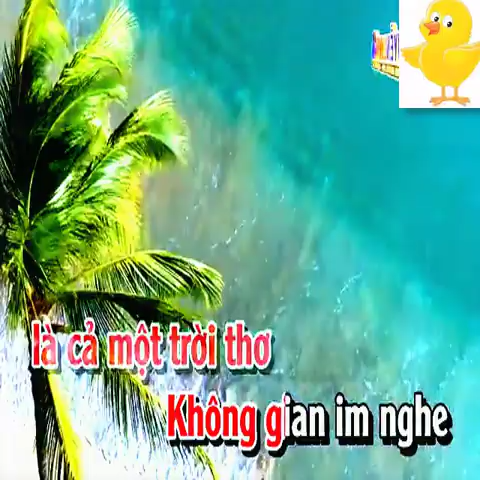 là cả một trời thơ
Không gian im nghe